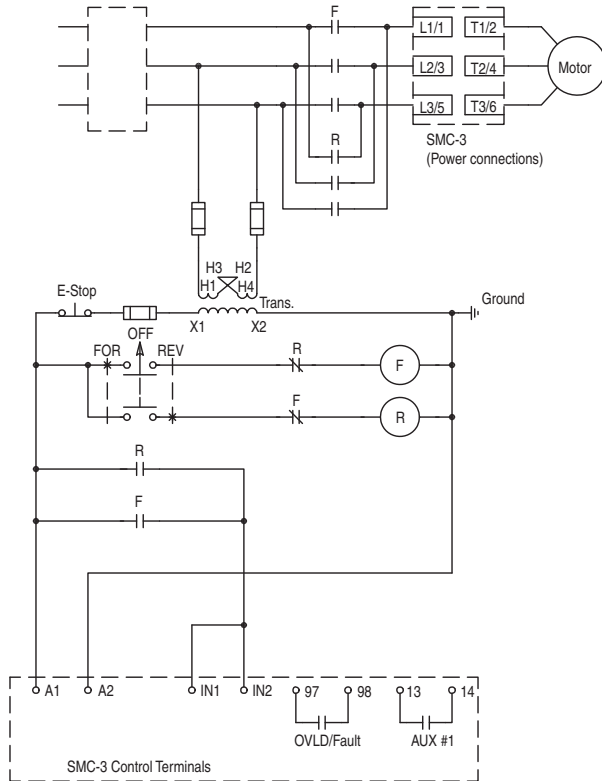 F
L1/1 T1/2
L2/3 T2/4
L3/5 T3/6
Motor
R
SMC-3
(Power connections)
H3 H2
H1 H4
E-Stop
Trans.
Ground
X1 X2
OFF
FOR REV
R
F
F
R
R
F
A1 A2 IN1 IN2 97 98 13 14
OVLD/Fault AUX #1
SMC-3 Control Terminals